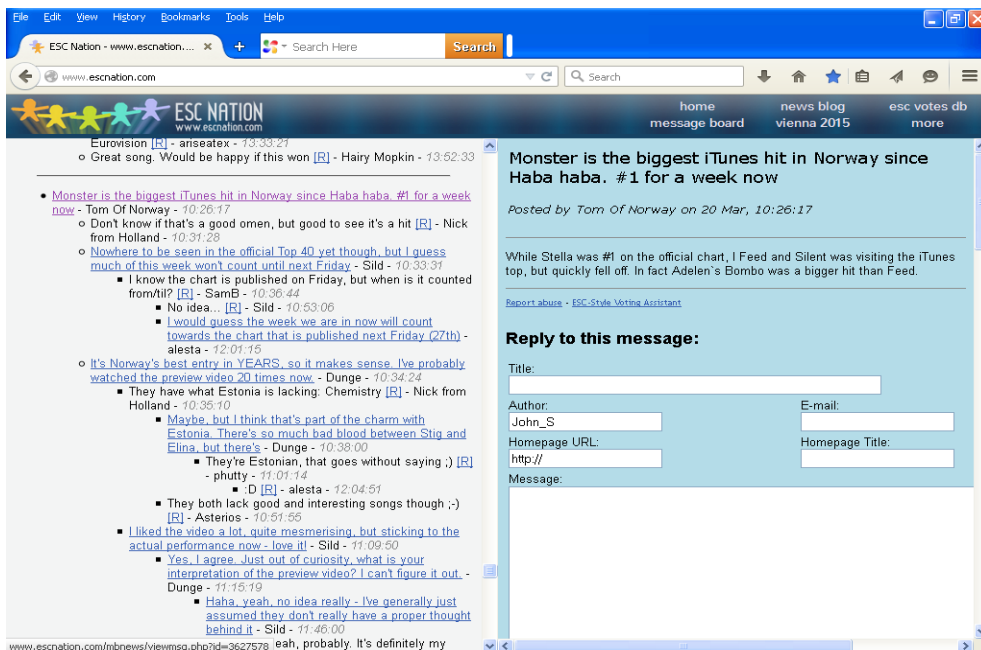 File Edit View History Bookmarks Tools Help
ESC Nation - www.escnation.... × + Search Here Search
www.escnation.com Search
ESC NATION
www.escnation.com
home news blog esc votes db
message board vienna 2015 more
Eurovision [R] - ariseatex - 13:33:21
Great song. Would be happy if this won [R] - Hairy Mopkin - 13:52:33
Monster is the biggest iTunes hit in Norway since Haba haba. #1 for a week
now - Tom Of Norway - 10:26:17
Don't know if that's a good omen, but good to see it's a hit [R] - Nick
from Holland - 10:31:28
Nowhere to be seen in the official Top 40 yet though, but I guess
much of this week won't count until next Friday - Sild - 10:33:31
I know the chart is published on Friday, but when is it counted
from/til? [R] - SamB - 10:36:44
No idea... [R] - Sild - 10:53:06
I would guess the week we are in now will count
towards the chart that is published next Friday (27th) -
alesta - 12:01:15
It's Norway's best entry in YEARS, so it makes sense. I've probably
watched the preview video 20 times now. - Dunge - 10:34:24
They have what Estonia is lacking: Chemistry [R] - Nick from
Holland - 10:35:10
Maybe, but I think that's part of the charm with
Estonia. There's so much bad blood between Stig and
Elina, but there's - Dunge - 10:38:00
They're Estonian, that goes without saying ;) [R]
- phutty - 11:01:14
:D [R] - alesta - 12:04:51
They both lack good and interesting songs though ;-)
[R] - Asterios - 10:51:55
I liked the video a lot, quite mesmerising, but sticking to the
actual performance now - love it! - Sild - 11:09:50
Yes, I agree. Just out of curiosity, what is your
interpretation of the preview video? I can't figure it out. -
Dunge - 11:15:19
Haha, yeah, no idea really - I've generally just
assumed they don't really have a proper thought
behind it - Sild - 11:46:00
eah, probably. It's definitely my
www.escnation.com/mbnews/viewmsg.php?id=3627578
Monster is the biggest iTunes hit in Norway since
Haba haba. #1 for a week now
Posted by Tom Of Norway on 20 Mar, 10:26:17
While Stella was #1 on the official chart, I Feed and Silent was visiting the iTunes
top, but quickly fell off. In fact Adelen`s Bombo was a bigger hit than Feed.
Report abuse - ESC-Style Voting Assistant
Reply to this message:
Title:
Author: E-mail:
John_S
Homepage URL: Homepage Title:
http://
Message: